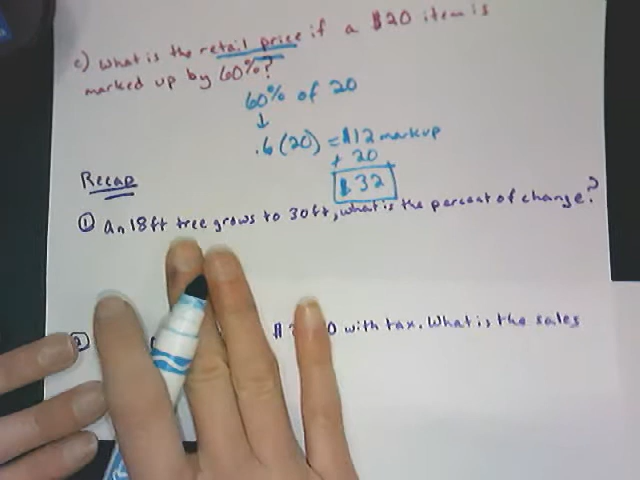 c) What is the retail price if a $20 item is
marked up by 60%?
60% of 20
↓
.6 (20) = $12 markup
+ 20
$32
Recap
① An 18ft tree grows to 30ft, what is the percent of change?
② 0 with tax. What is the sales